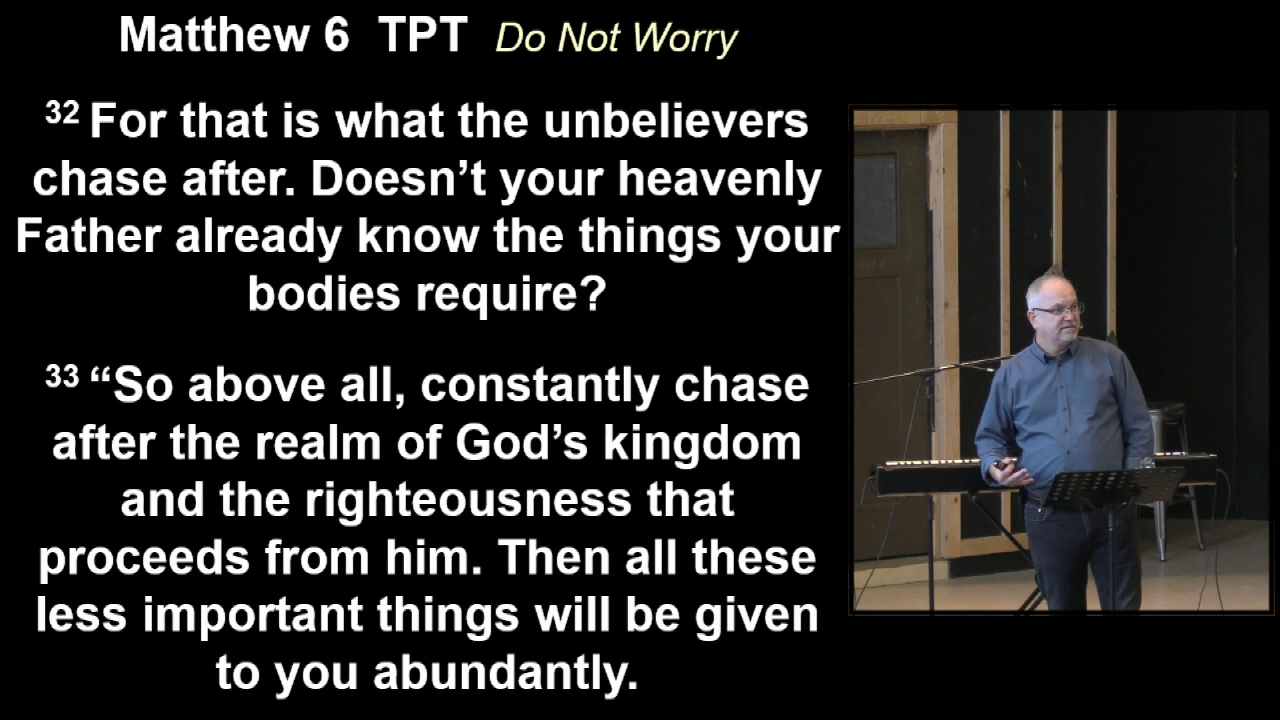 Matthew 6 TPT Do Not Worry
32 For that is what the unbelievers
chase after. Doesn’t your heavenly
Father already know the things your
bodies require?
33 “So above all, constantly chase
after the realm of God’s kingdom
and the righteousness that
proceeds from him. Then all these
less important things will be given
to you abundantly.